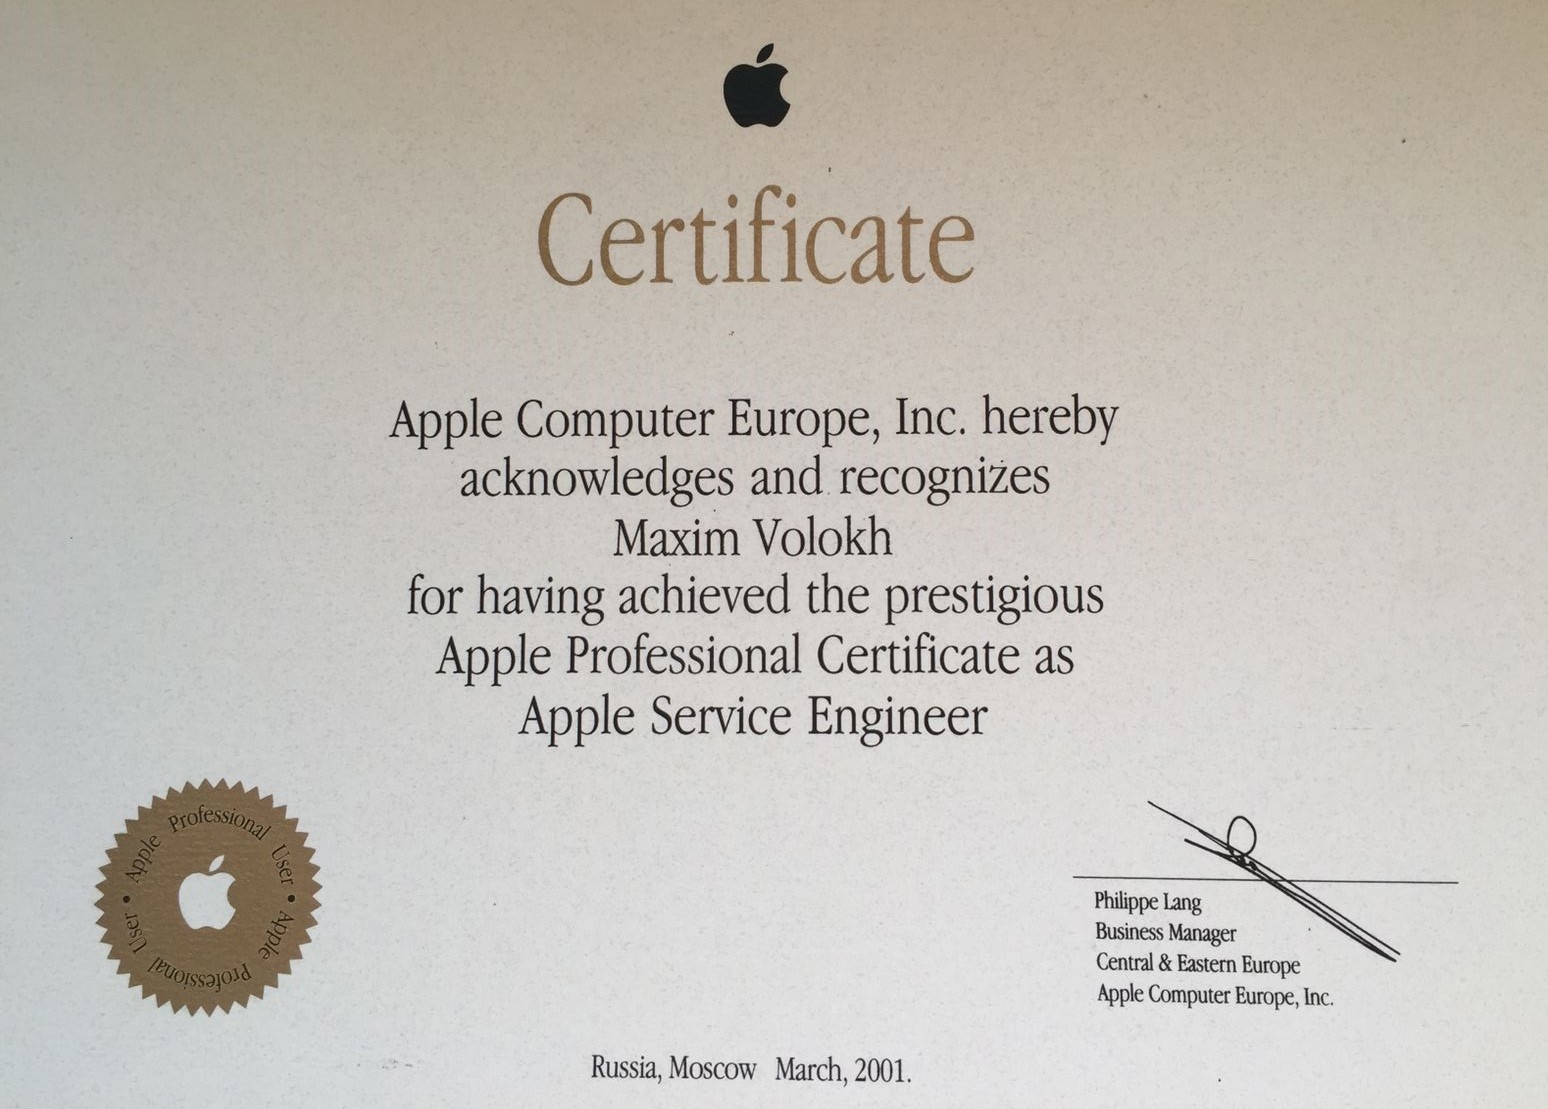 Certificate
Apple Computer Europe, Inc. hereby
acknowledges and recognizes
Maxim Volokh
for having achieved the prestigious
Apple Professional Certificate as
Apple Service Engineer
Apple Professional User • Apple Professional User •
Philippe Lang
Business Manager
Central & Eastern Europe
Apple Computer Europe, Inc.
Russia, Moscow March, 2001.